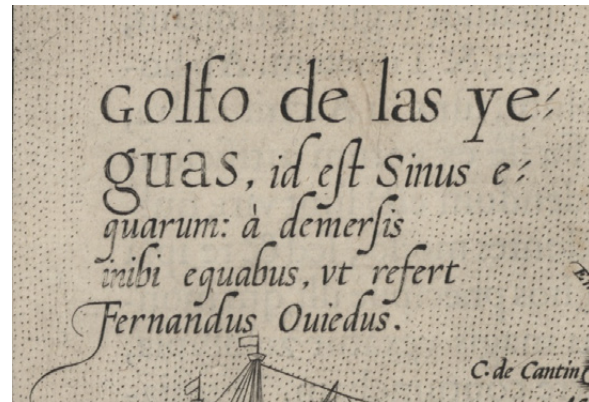 Golfo de las ye⸗
guas, id eſt Sinus e⸗
quarum: à demerſis
inibi equabus, vt refert
Fernandus Ouiedus.
C. de Cantin